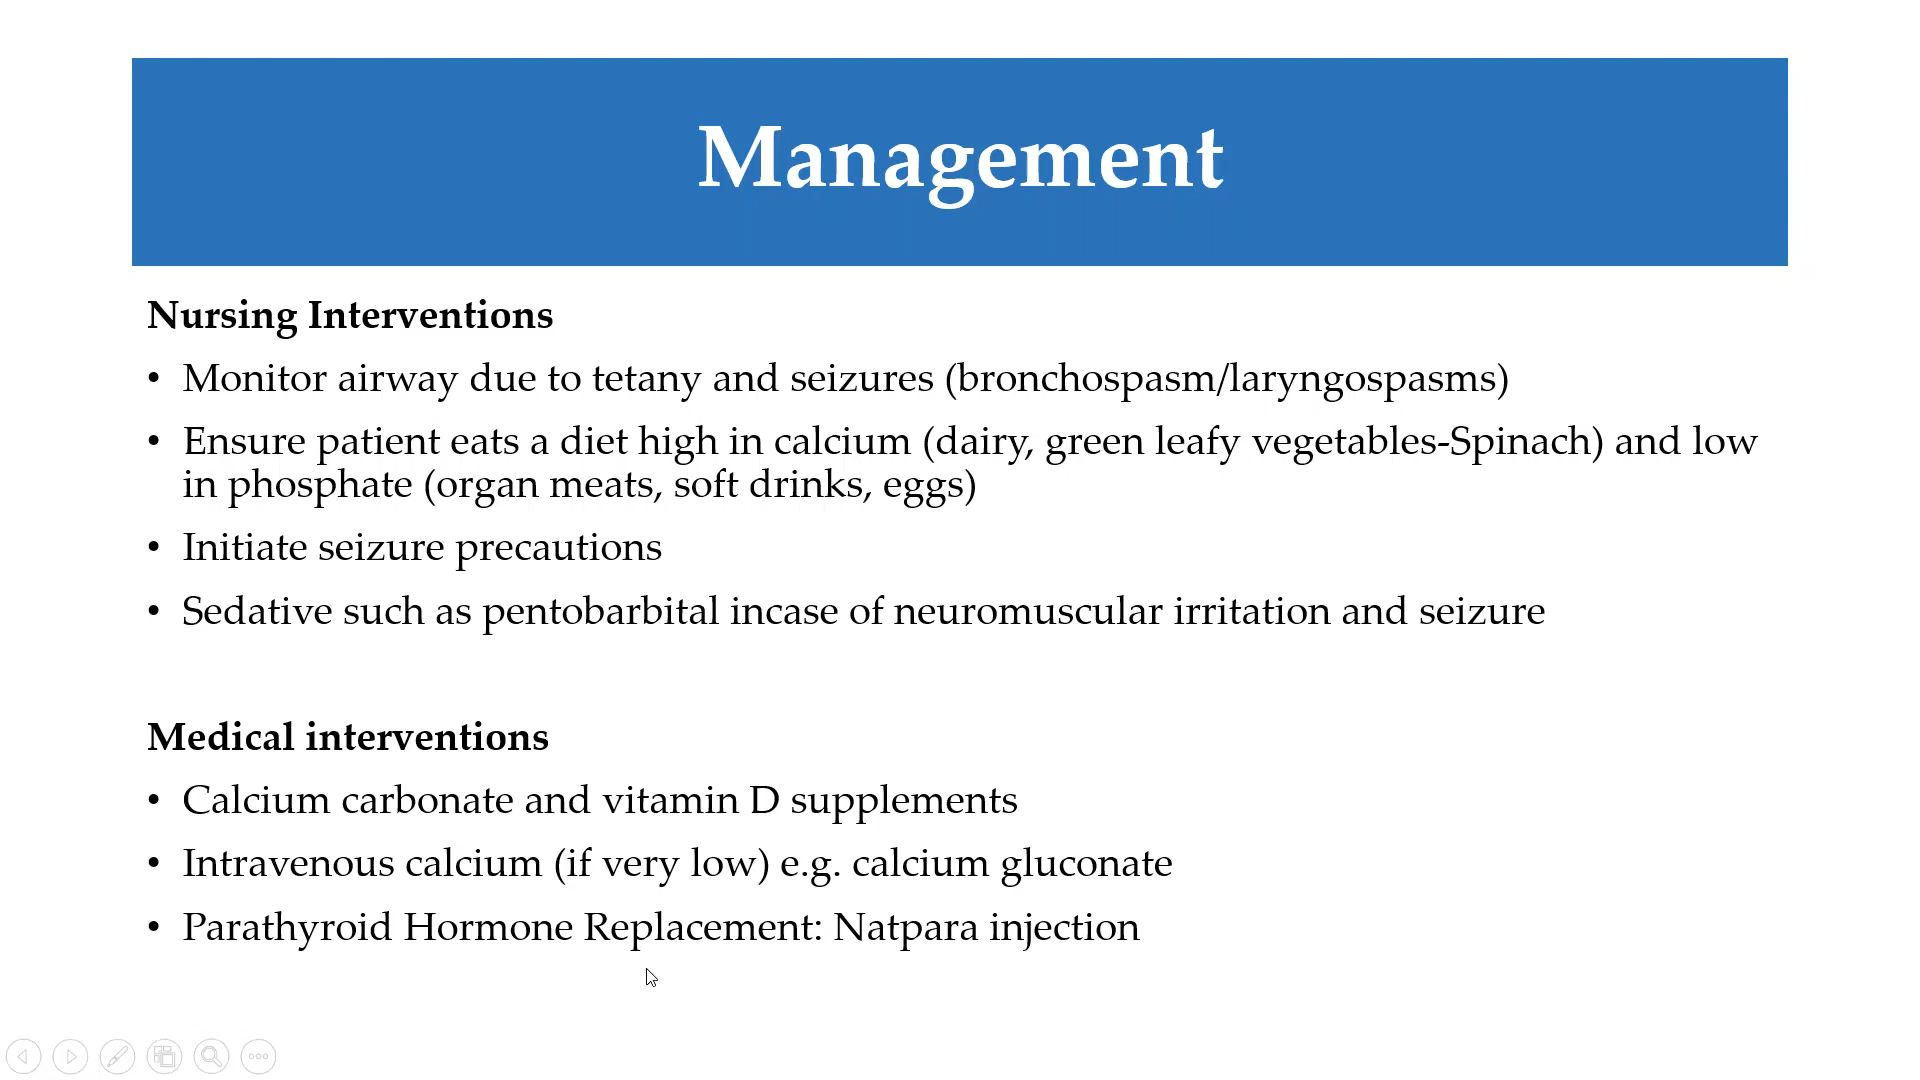 Management
Nursing Interventions
• Monitor airway due to tetany and seizures (bronchospasm/laryngospasms)
• Ensure patient eats a diet high in calcium (dairy, green leafy vegetables-Spinach) and low
in phosphate (organ meats, soft drinks, eggs)
• Initiate seizure precautions
• Sedative such as pentobarbital incase of neuromuscular irritation and seizure
Medical interventions
• Calcium carbonate and vitamin D supplements
• Intravenous calcium (if very low) e.g. calcium gluconate
• Parathyroid Hormone Replacement: Natpara injection